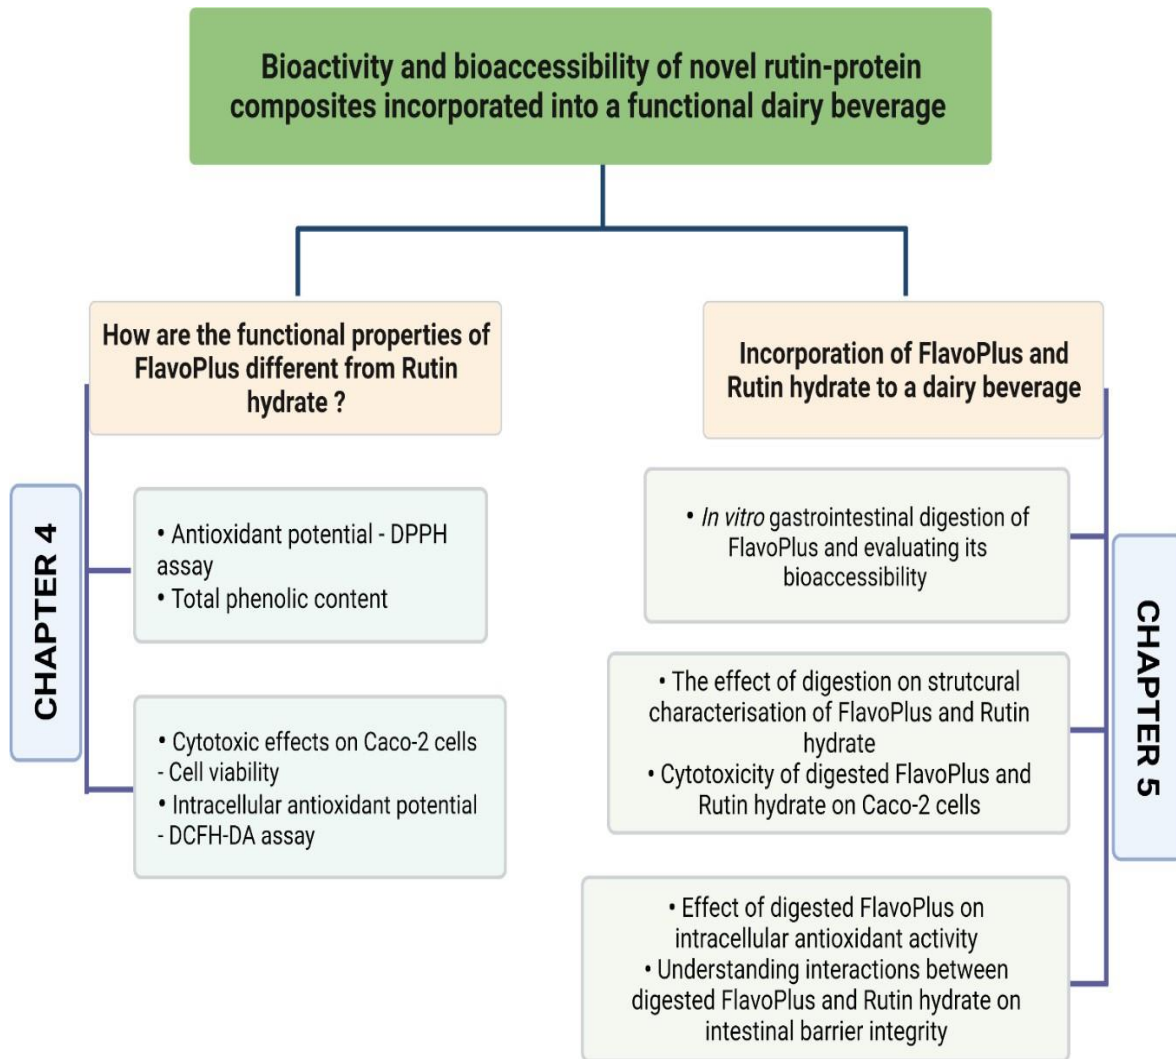 Bioactivity and bioaccessibility of novel rutin-protein
composites incorporated into a functional dairy beverage
How are the functional properties of
FlavoPlus different from Rutin
hydrate ?
Incorporation of FlavoPlus and
Rutin hydrate to a dairy beverage
CHAPTER 4
• Antioxidant potential - DPPH
assay
• Total phenolic content
• Cytotoxic effects on Caco-2 cells
- Cell viability
• Intracellular antioxidant potential
- DCFH-DA assay
• In vitro gastrointestinal digestion of
FlavoPlus and evaluating its
bioaccessibility
• The effect of digestion on strutcural
characterisation of FlavoPlus and Rutin
hydrate
• Cytotoxicity of digested FlavoPlus and
Rutin hydrate on Caco-2 cells
• Effect of digested FlavoPlus on
intracellular antioxidant activity
• Understanding interactions between
digested FlavoPlus and Rutin hydrate on
intestinal barrier integrity
CHAPTER 5